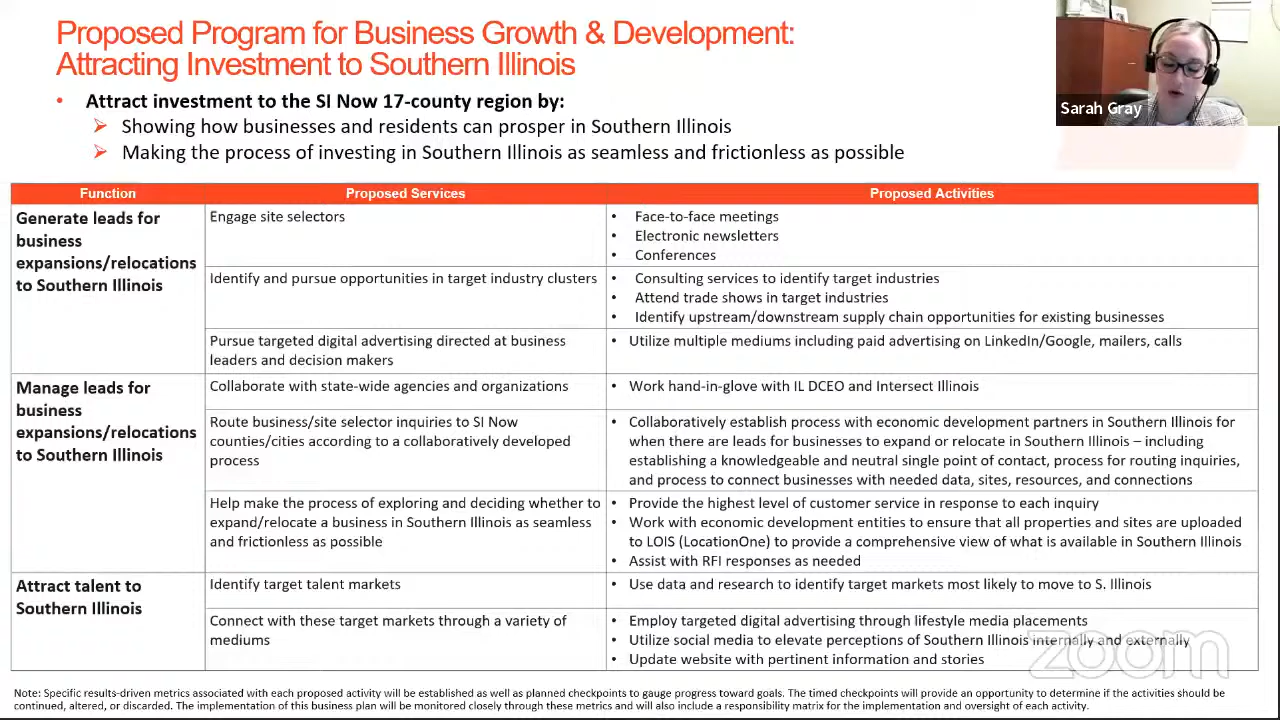 Proposed Program for Business Growth & Development:
Attracting Investment to Southern Illinois
• Attract investment to the SI Now 17-county region by:
➢ Showing how businesses and residents can prosper in Southern Illinois
➢ Making the process of investing in Southern Illinois as seamless and frictionless as possible
Sarah Gray
Function
Proposed Services
Proposed Activities
Generate leads for
business
expansions/relocations
to Southern Illinois
Engage site selectors
• Face-to-face meetings
• Electronic newsletters
• Conferences
Identify and pursue opportunities in target industry clusters
• Consulting services to identify target industries
• Attend trade shows in target industries
• Identify upstream/downstream supply chain opportunities for existing businesses
Pursue targeted digital advertising directed at business
leaders and decision makers
• Utilize multiple mediums including paid advertising on LinkedIn/Google, mailers, calls
Manage leads for
business
expansions/relocations
to Southern Illinois
Collaborate with state-wide agencies and organizations
• Work hand-in-glove with IL DCEO and Intersect Illinois
Route business/site selector inquiries to SI Now
counties/cities according to a collaboratively developed
process
• Collaboratively establish process with economic development partners in Southern Illinois for
when there are leads for businesses to expand or relocate in Southern Illinois – including
establishing a knowledgeable and neutral single point of contact, process for routing inquiries,
and process to connect businesses with needed data, sites, resources, and connections
Help make the process of exploring and deciding whether to
expand/relocate a business in Southern Illinois as seamless
and frictionless as possible
• Provide the highest level of customer service in response to each inquiry
• Work with economic development entities to ensure that all properties and sites are uploaded
to LOIS (LocationOne) to provide a comprehensive view of what is available in Southern Illinois
• Assist with RFI responses as needed
Attract talent to
Southern Illinois
Identify target talent markets
• Use data and research to identify target markets most likely to move to S. Illinois
Connect with these target markets through a variety of
mediums
• Employ targeted digital advertising through lifestyle media placements
• Utilize social media to elevate perceptions of Southern Illinois internally and externally
• Update website with pertinent information and stories
zoom
Note: Specific results-driven metrics associated with each proposed activity will be established as well as planned checkpoints to gauge progress toward goals. The timed checkpoints will provide an opportunity to determine if the activities should be
continued, altered, or discarded. The implementation of this business plan will be monitored closely through these metrics and will also include a responsibility matrix for the implementation and oversight of each activity.